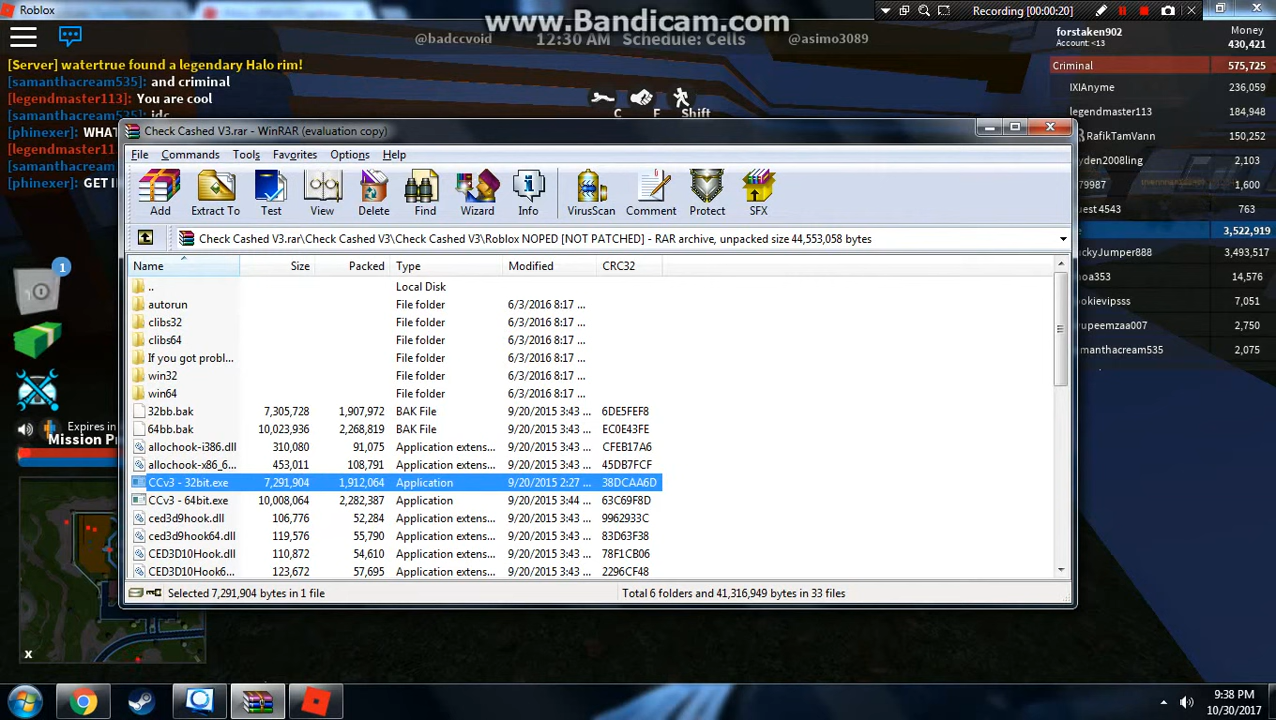 Roblox
www.Bandicam.com
Recording [00:00:20]
@badccvoid
12:30 AM Schedule: Cells
@asimo3089
forstaken902
Account: <13
Money
430,421
[Server] watertrue found a legendary Halo rim!
[samanthacream535]: and criminal
[legendmaster113]: You are cool
[samanthacream535]: idc
[phinexer]: WHAT
[legendmaster11
[samanthacream
[phinexer]: GET I
C
Shift
Criminal 575,725
IXIAnyme 236,059
legendmaster113 184,948
RafikTamVann 150,252
yden2008ling 2,103
79987 1,600
uest 4543 763
3,522,919
ckyJumper888 3,493,517
noa353 14,576
ookievipsss 7,051
upeemzaa007 2,750
manthacream535 2,075
Check Cashed V3.rar - WinRAR (evaluation copy)
File Commands Tools Favorites Options Help
Add Extract To Test View Delete Find Wizard Info VirusScan Comment Protect SFX
Check Cashed V3.rar\Check Cashed V3\Check Cashed V3\Roblox NOPED [NOT PATCHED] - RAR archive, unpacked size 44,553,058 bytes
Name Size Packed Type Modified CRC32
.. Local Disk
autorun File folder 6/3/2016 8:17 ...
clibs32 File folder 6/3/2016 8:17 ...
clibs64 File folder 6/3/2016 8:17 ...
If you got probl... File folder 6/3/2016 8:17 ...
win32 File folder 6/3/2016 8:17 ...
win64 File folder 6/3/2016 8:17 ...
32bb.bak 7,305,728 1,907,972 BAK File 9/20/2015 3:43 ... 6DE5FEF8
64bb.bak 10,023,936 2,268,819 BAK File 9/20/2015 3:43 ... EC0E43FE
allochook-i386.dll 310,080 91,075 Application extens... 9/20/2015 3:43 ... CFEB17A6
allochook-x86_6... 453,011 108,791 Application extens... 9/20/2015 3:43 ... 45DB7FCF
CCv3 - 32bit.exe 7,291,904 1,912,064 Application 9/20/2015 2:27 ... 38DCAA6D
CCv3 - 64bit.exe 10,008,064 2,282,387 Application 9/20/2015 3:44 ... 63C69F8D
ced3d9hook.dll 106,776 52,284 Application extens... 9/20/2015 3:43 ... 9962933C
ced3d9hook64.dll 119,576 55,790 Application extens... 9/20/2015 3:43 ... 83D63F38
CED3D10Hook.dll 110,872 54,610 Application extens... 9/20/2015 3:43 ... 78F1CB06
CED3D10Hook6... 123,672 57,695 Application extens... 9/20/2015 3:43 ... 2296CF48
Selected 7,291,904 bytes in 1 file
Total 6 folders and 41,316,949 bytes in 33 files
1
Expires in
Mission Pr
x
9:38 PM
10/30/2017